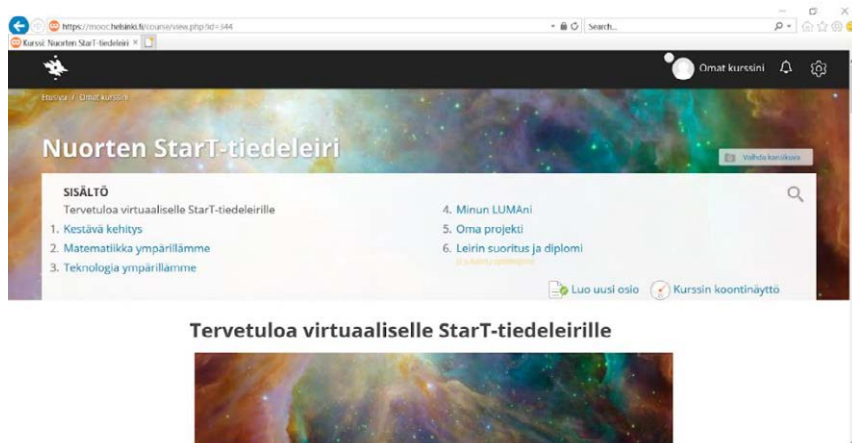 https://mooc.helsinki.fi/course/view.php?id=344
Search...
Kurssi: Nuorten StarT-tiedeleiri
Omat kurssini
Etusivu / Omat kurssini
Nuorten StarT-tiedeleiri
Vaihda kansikuva
SISÄLTÖ
Tervetuloa virtuaaliselle StarT-tiedeleirille
1. Kestävä kehitys
2. Matematiikka ympärillämme
3. Teknologia ympärillämme
4. Minun LUMAni
5. Oma projekti
6. Leirin suoritus ja diplomi
Luo uusi osio
Kurssin koontinäyttö
Tervetuloa virtuaaliselle StarT-tiedeleirille